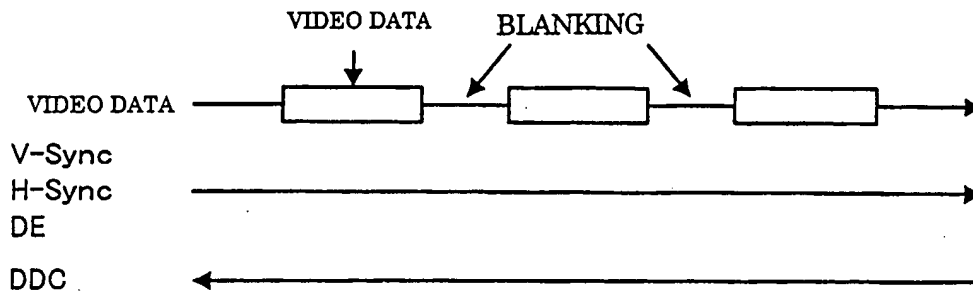 VIDEO DATA
BLANKING
VIDEO DATA
V-Sync
H-Sync
DE
DDC